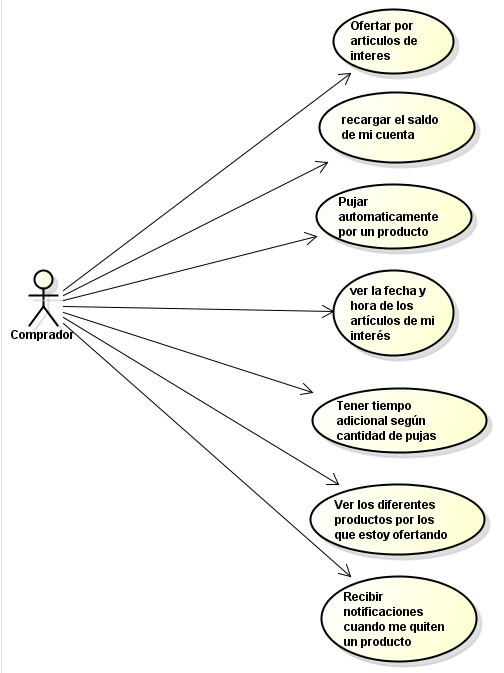 Ofertar por
articulos de
interes
recargar el saldo
de mi cuenta
Pujar
automaticamente
por un producto
ver la fecha y
hora de los
artículos de mi
interés
Comprador
Tener tiempo
adicional según
cantidad de pujas
Ver los diferentes
productos por los
que estoy ofertando
Recibir
notificaciones
cuando me quiten
un producto